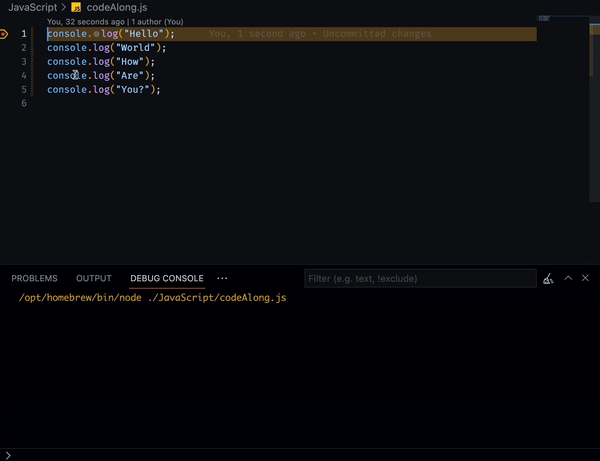 JavaScript > JS codeAlong.js
You, 32 seconds ago | 1 author (You)
1 console.log("Hello"); You, 1 second ago • Uncommitted changes
2 console.log("World");
3 console.log("How");
4 console.log("Are");
5 console.log("You?");
6
PROBLEMS OUTPUT DEBUG CONSOLE ··· Filter (e.g. text, !exclude)
/opt/homebrew/bin/node ./JavaScript/codeAlong.js
>